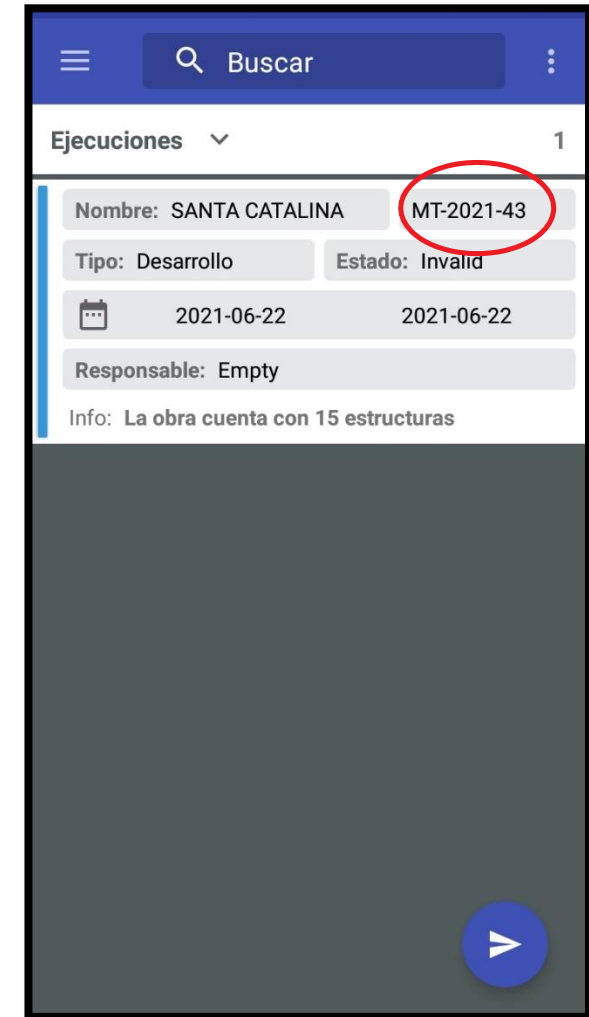 Buscar
Ejecuciones 1
Nombre: SANTA CATALINA MT-2021-43
Tipo: Desarrollo Estado: Invalid
2021-06-22 2021-06-22
Responsable: Empty
Info: La obra cuenta con 15 estructuras